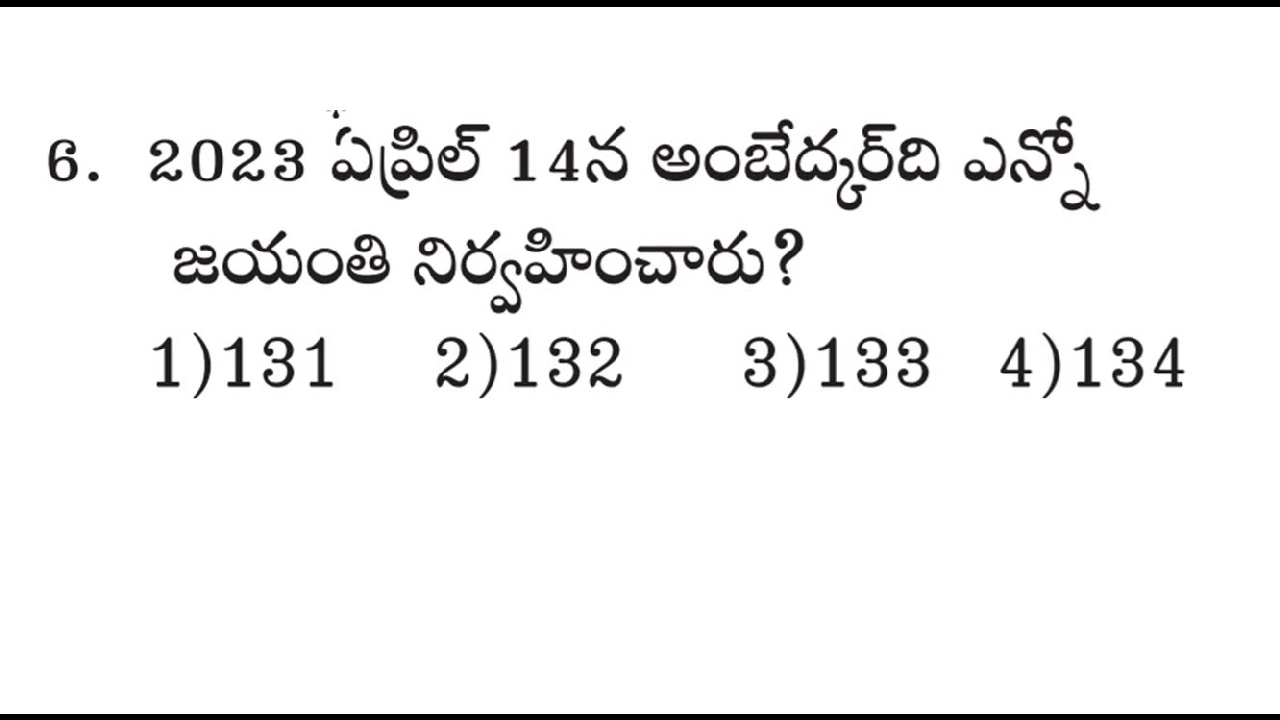 6. 2023 ఏప్రిల్ 14న అంబేద్కర్‌ది ఎన్నో
జయంతి నిర్వహించారు?
1)131 2)132 3)133 4)134